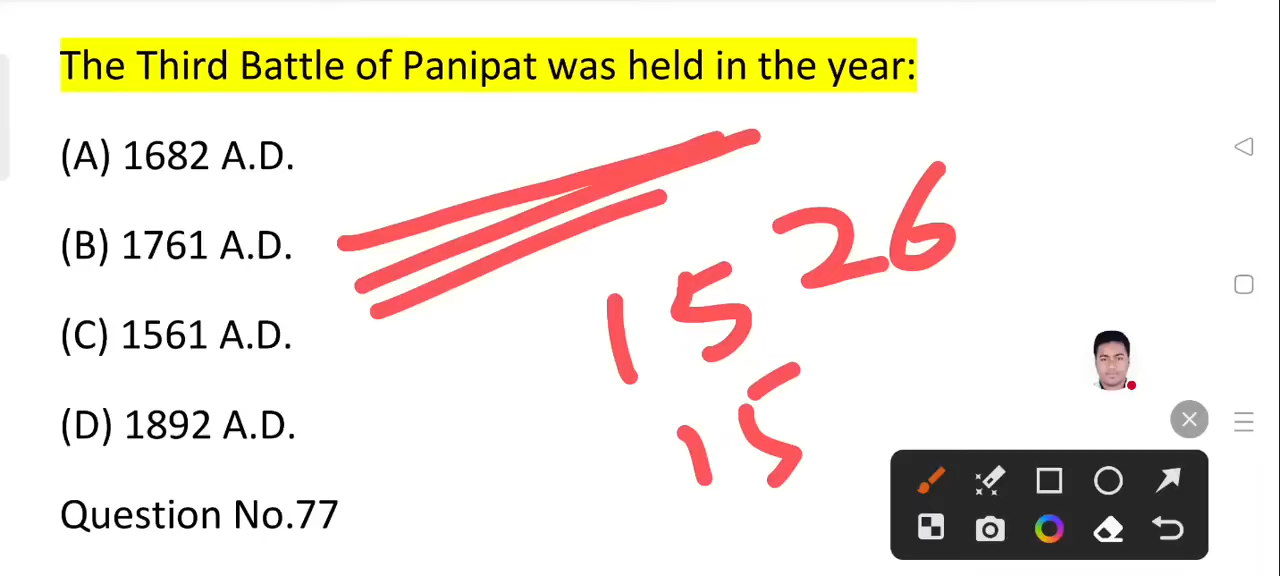 The Third Battle of Panipat was held in the year:
(A) 1682 A.D.
(B) 1761 A.D.
1526
(C) 1561 A.D.
(D) 1892 A.D.
15
Question No.77